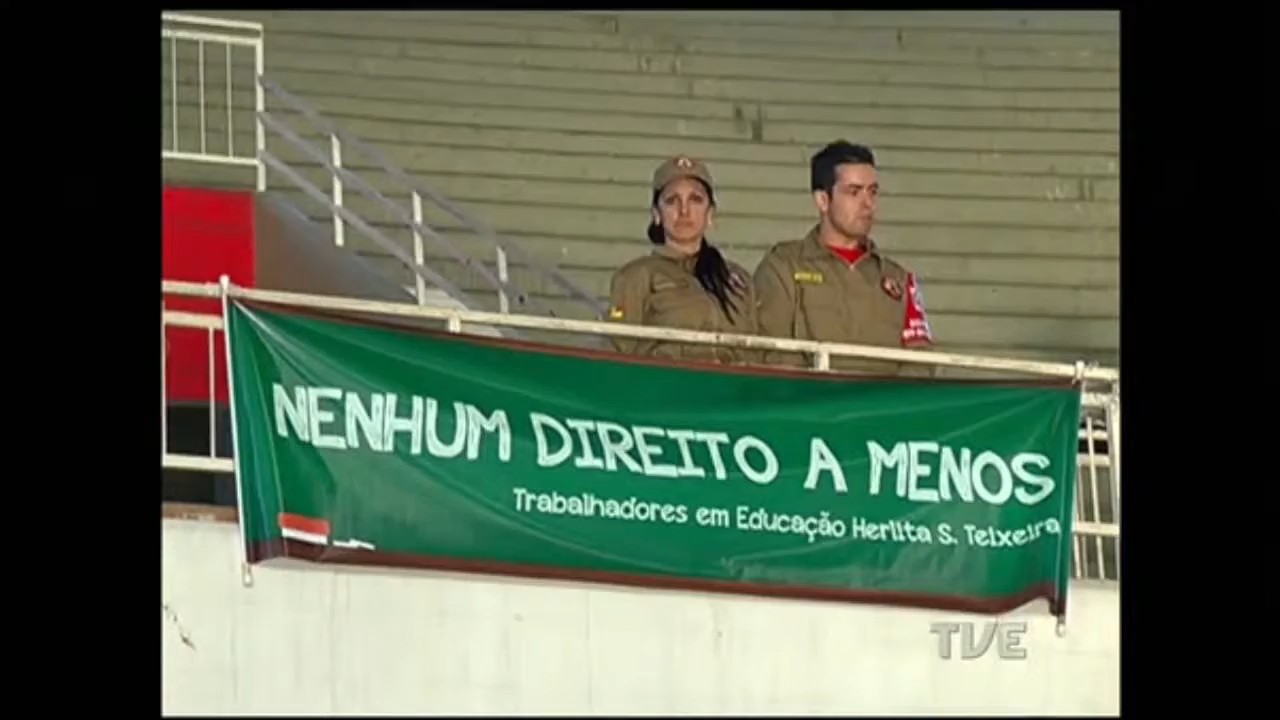 NENHUM DIREITO A MENOS
Trabalhadores em Educação Herlita S. Teixeira
TVE